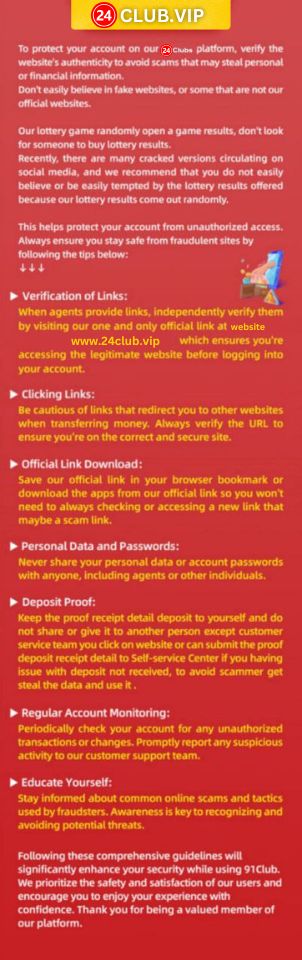 24 CLUB.VIP
To protect your account on our 24 Clubs platform, verify the
website's authenticity to avoid scams that may steal personal
or financial information.
Don't easily believe in fake websites, or some that are not our
official websites.
Our lottery game randomly open a game results, don't look
for someone to buy lottery results.
Recently, there are many cracked versions circulating on
social media, and we recommend that you do not easily
believe or be easily tempted by the lottery results offered
because our lottery results come out randomly.
This helps protect your account from unauthorized access.
Always ensure you stay safe from fraudulent sites by
following the tips below:
↓↓↓
▶ Verification of Links:
When agents provide links, independently verify them
by visiting our one and only official link at website
www.24club.vip which ensures you're
accessing the legitimate website before logging into
your account.
▶ Clicking Links:
Be cautious of links that redirect you to other websites
when transferring money. Always verify the URL to
ensure you're on the correct and secure site.
▶ Official Link Download:
Save our official link in your browser bookmark or
download the apps from our official link so you won't
need to always checking or accessing a new link that
maybe a scam link.
▶ Personal Data and Passwords:
Never share your personal data or account passwords
with anyone, including agents or other individuals.
▶ Deposit Proof:
Keep the proof receipt detail deposit to yourself and do
not share or give it to another person except customer
service team you click on website or can submit the proof
deposit receipt detail to Self-service Center if you having
issue with deposit not received, to avoid scammer get
steal the data and use it .
▶ Regular Account Monitoring:
Periodically check your account for any unauthorized
transactions or changes. Promptly report any suspicious
activity to our customer support team.
▶ Educate Yourself:
Stay informed about common online scams and tactics
used by fraudsters. Awareness is key to recognizing and
avoiding potential threats.
Following these comprehensive guidelines will
significantly enhance your security while using 91Club.
We prioritize the safety and satisfaction of our users and
encourage you to enjoy your experience with
confidence. Thank you for being a valued member of
our platform.